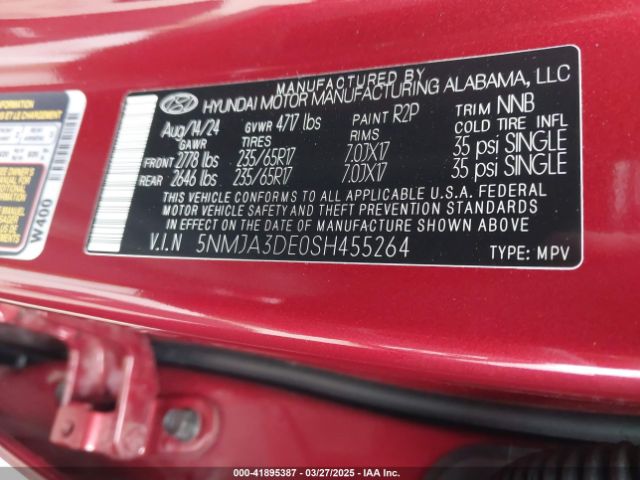 MANUFACTURED BY
HYUNDAI MOTOR MANUFACTURING ALABAMA, LLC
Aug/14/24 GVWR 4717 lbs PAINT R2P TRIM NNB
GAWR TIRES RIMS COLD TIRE INFL
FRONT 2778 lbs 235/65R17 7.0JX17 35 psi SINGLE
REAR 2646 lbs 235/65R17 7.0JX17 35 psi SINGLE
THIS VEHICLE CONFORMS TO ALL APPLICABLE U.S.A. FEDERAL
MOTOR VEHICLE SAFETY AND THEFT PREVENTION STANDARDS
IN EFFECT ON THE DATE OF MANUFACTURE SHOWN ABOVE.
V.I.N 5NMJA3DE0SH455264 TYPE: MPV
INFORMATION
ET LE CHARGEMENT
W400
000-41895387 - 03/27/2025 - IAA Inc.